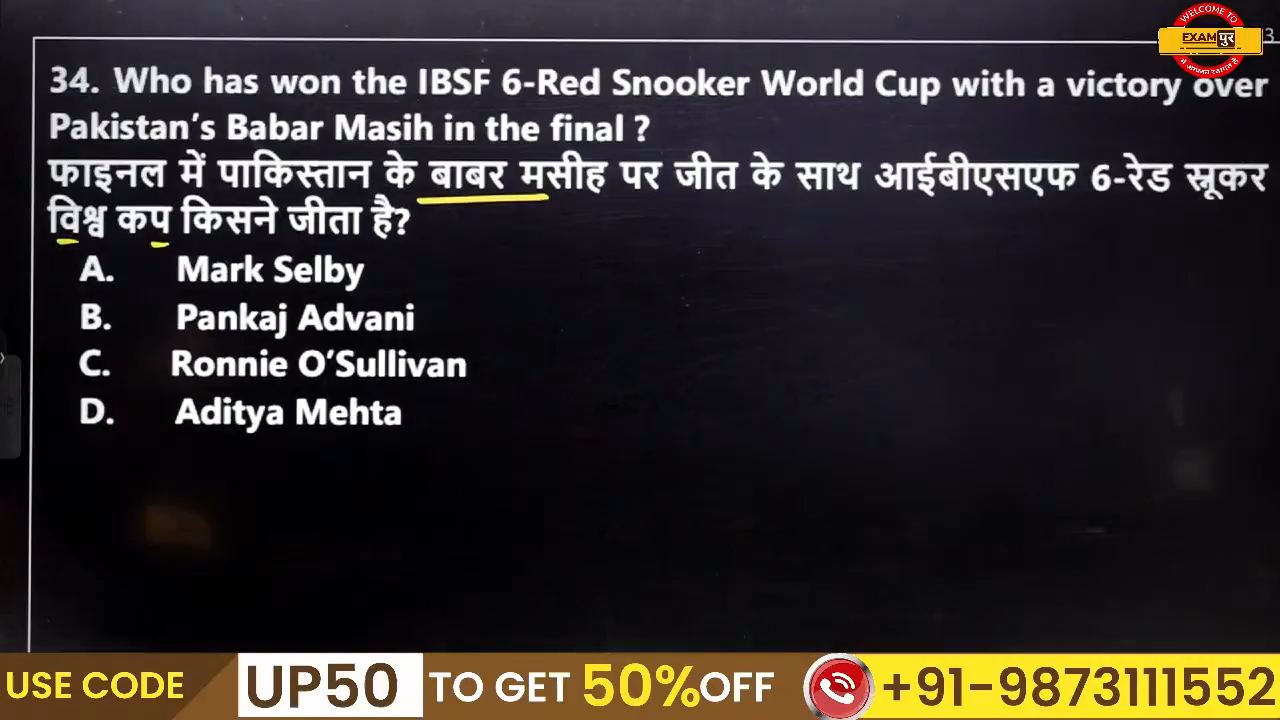 WELCOME TO
EXAM पुर
3
34. Who has won the IBSF 6-Red Snooker World Cup with a victory over
Pakistan’s Babar Masih in the final ?
फाइनल में पाकिस्तान के बाबर मसीह पर जीत के साथ आईबीएसएफ 6-रेड स्नूकर
विश्व कप किसने जीता है?
A. Mark Selby
B. Pankaj Advani
C. Ronnie O’Sullivan
D. Aditya Mehta
USE CODE UP50 TO GET 50%OFF +91-9873111552